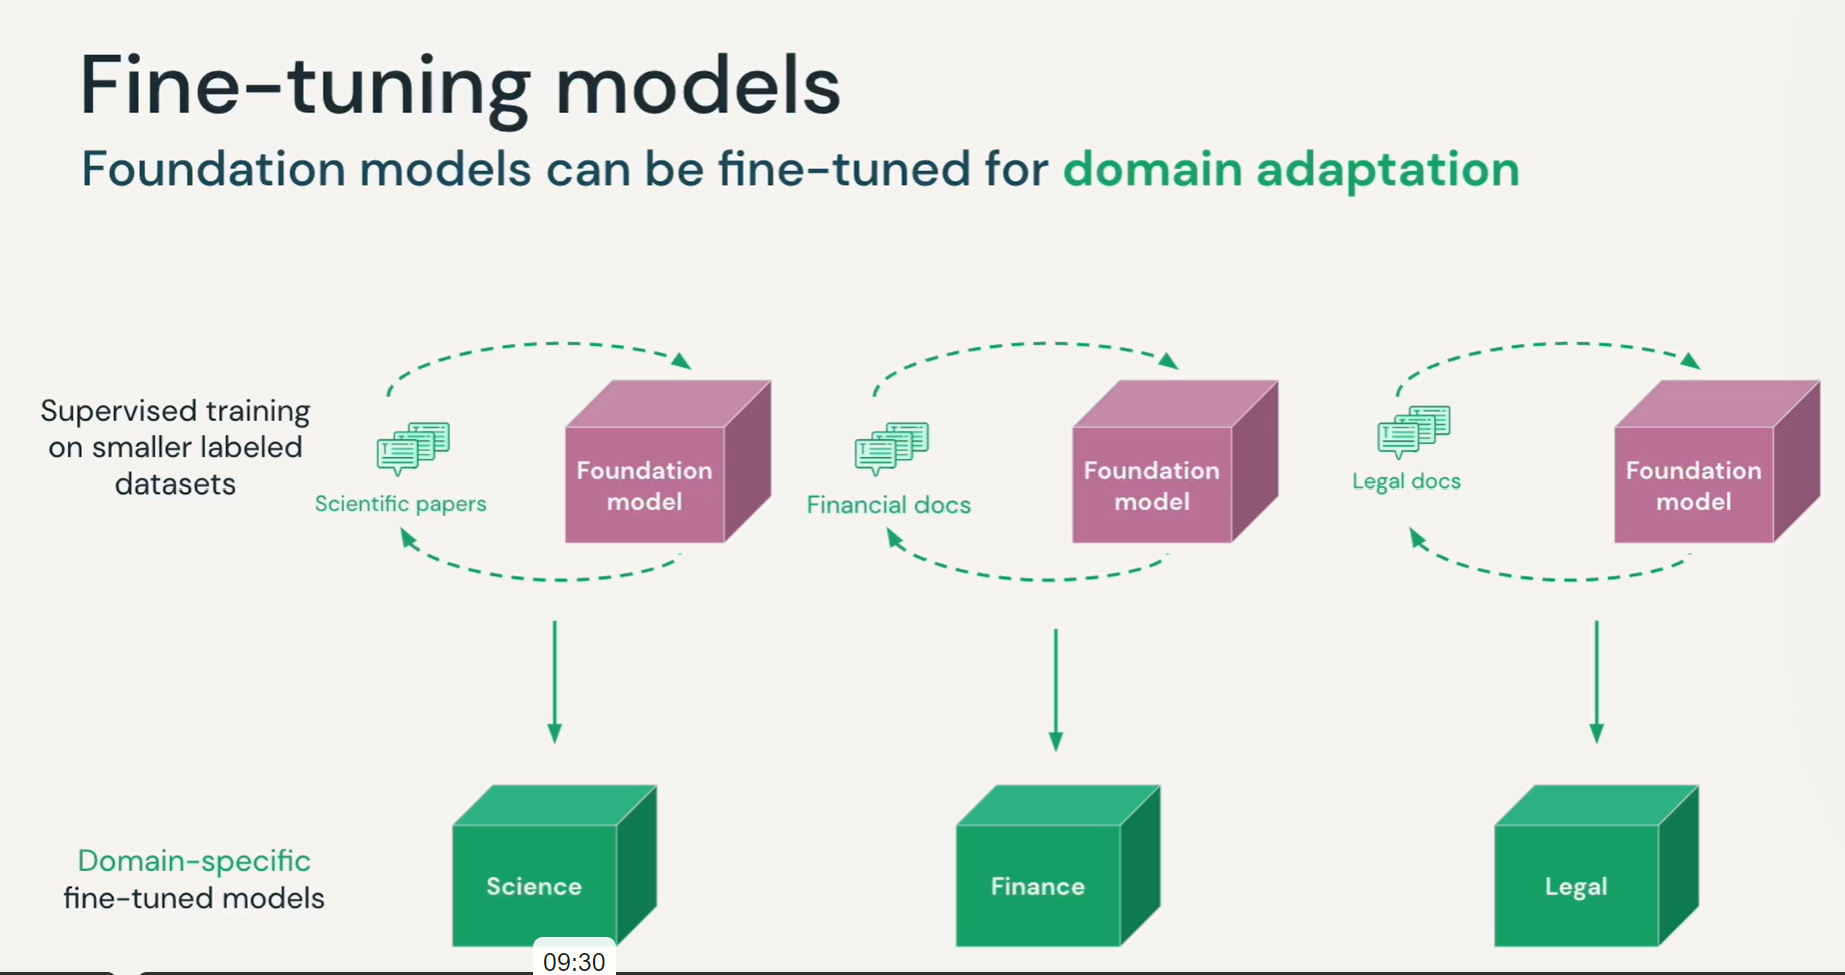 Fine-tuning models
Foundation models can be fine-tuned for domain adaptation
Supervised training
on smaller labeled
datasets
Scientific papers
Foundation
model
Financial docs
Foundation
model
Legal docs
Foundation
model
Domain-specific
fine-tuned models
Science
Finance
Legal
09:30